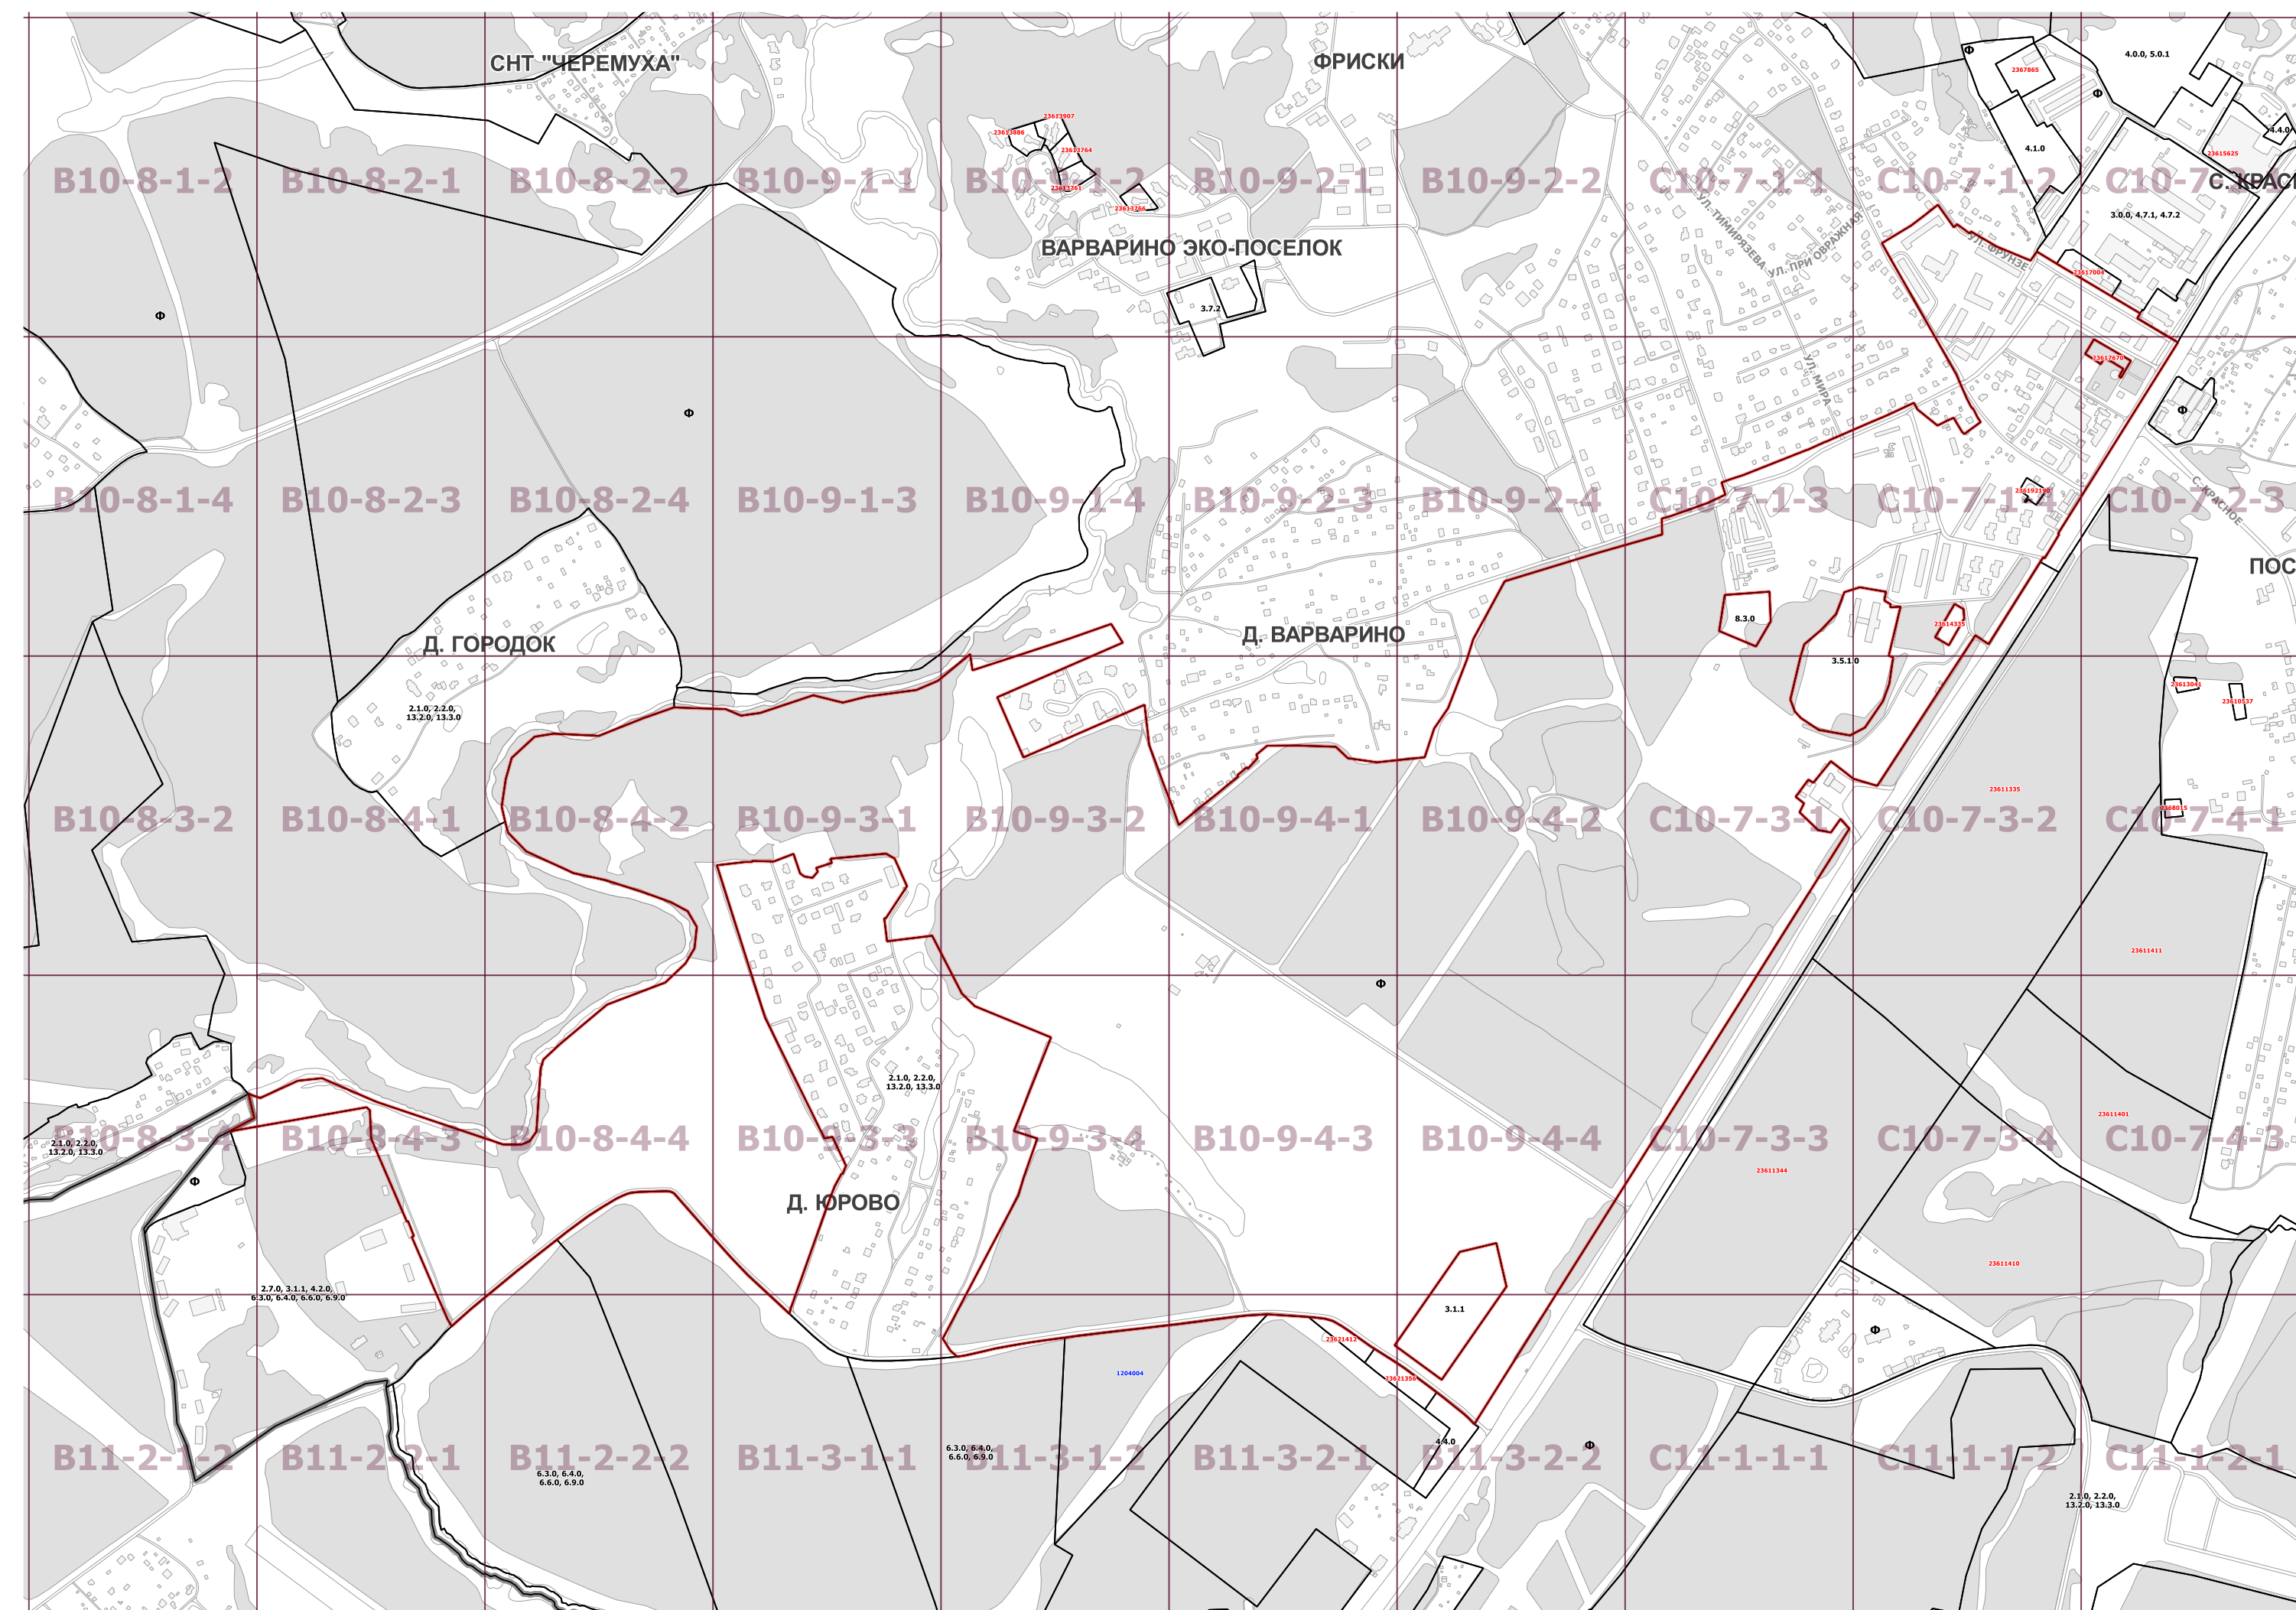 СНТ "ЧЕРЕМУХА"
ФРИСКИ
Ф
4.0.0, 5.0.1
2367865
Ф
23613907
23613886
4.4.0
23613764
4.1.0
23615625
B10-8-1-2
B10-8-2-1
B10-8-2-2
B10-9-1-1
B10-9-2-1
B10-9-2-2
C10-7-1-1
C10-7-1-2
23613761
23613266
3.0.0, 4.7.1, 4.7.2
УЛ. ТИМИРЯЗЕВА
УЛ. ПРИ ОВРАЖНАЯ
УЛ. ФРУНЗЕ
ВАРВАРИНО ЭКО-ПОСЕЛОК
23617004
3.7.2
Ф
23617670
УЛ. МИРА
Ф
Ф
B10-8-1-4
B10-8-2-3
B10-8-2-4
B10-9-1-3
B10-9-1-4
B10-9-2-3
B10-9-2-4
C10-7-1-3
C10-7-1-4
C10-7-2-3
С. КРАСНОЕ
ПОС
8.3.0
23614335
Д. ГОРОДОК
Д. ВАРВАРИНО
3.5.1.0
23613041
23610537
2.1.0, 2.2.0,
13.2.0, 13.3.0
23611335
2368015
B10-8-3-2
B10-8-4-1
B10-8-4-2
B10-9-3-1
B10-9-3-2
B10-9-4-1
B10-9-4-2
C10-7-3-1
C10-7-3-2
C10-7-4-1
23611411
Ф
2.1.0, 2.2.0,
13.2.0, 13.3.0
23611401
2.1.0, 2.2.0,
13.2.0, 13.3.0
B10-8-4-3
B10-8-4-4
B10-9-3-3
B10-9-3-4
B10-9-4-3
B10-9-4-4
C10-7-3-3
C10-7-3-4
C10-7-4-3
23611344
Ф
Д. ЮРОВО
23611410
2.7.0, 3.1.1, 4.2.0,
6.3.0, 6.4.0, 6.6.0, 6.9.0
3.1.1
Ф
23621412
1204004
23621356
4.4.0
Ф
B11-2-1-2
B11-2-2-1
B11-2-2-2
B11-3-1-1
B11-3-1-2
B11-3-2-1
B11-3-2-2
C11-1-1-1
C11-1-1-2
C11-1-2-1
6.3.0, 6.4.0,
6.6.0, 6.9.0
6.3.0, 6.4.0,
6.6.0, 6.9.0
2.1.0, 2.2.0,
13.2.0, 13.3.0